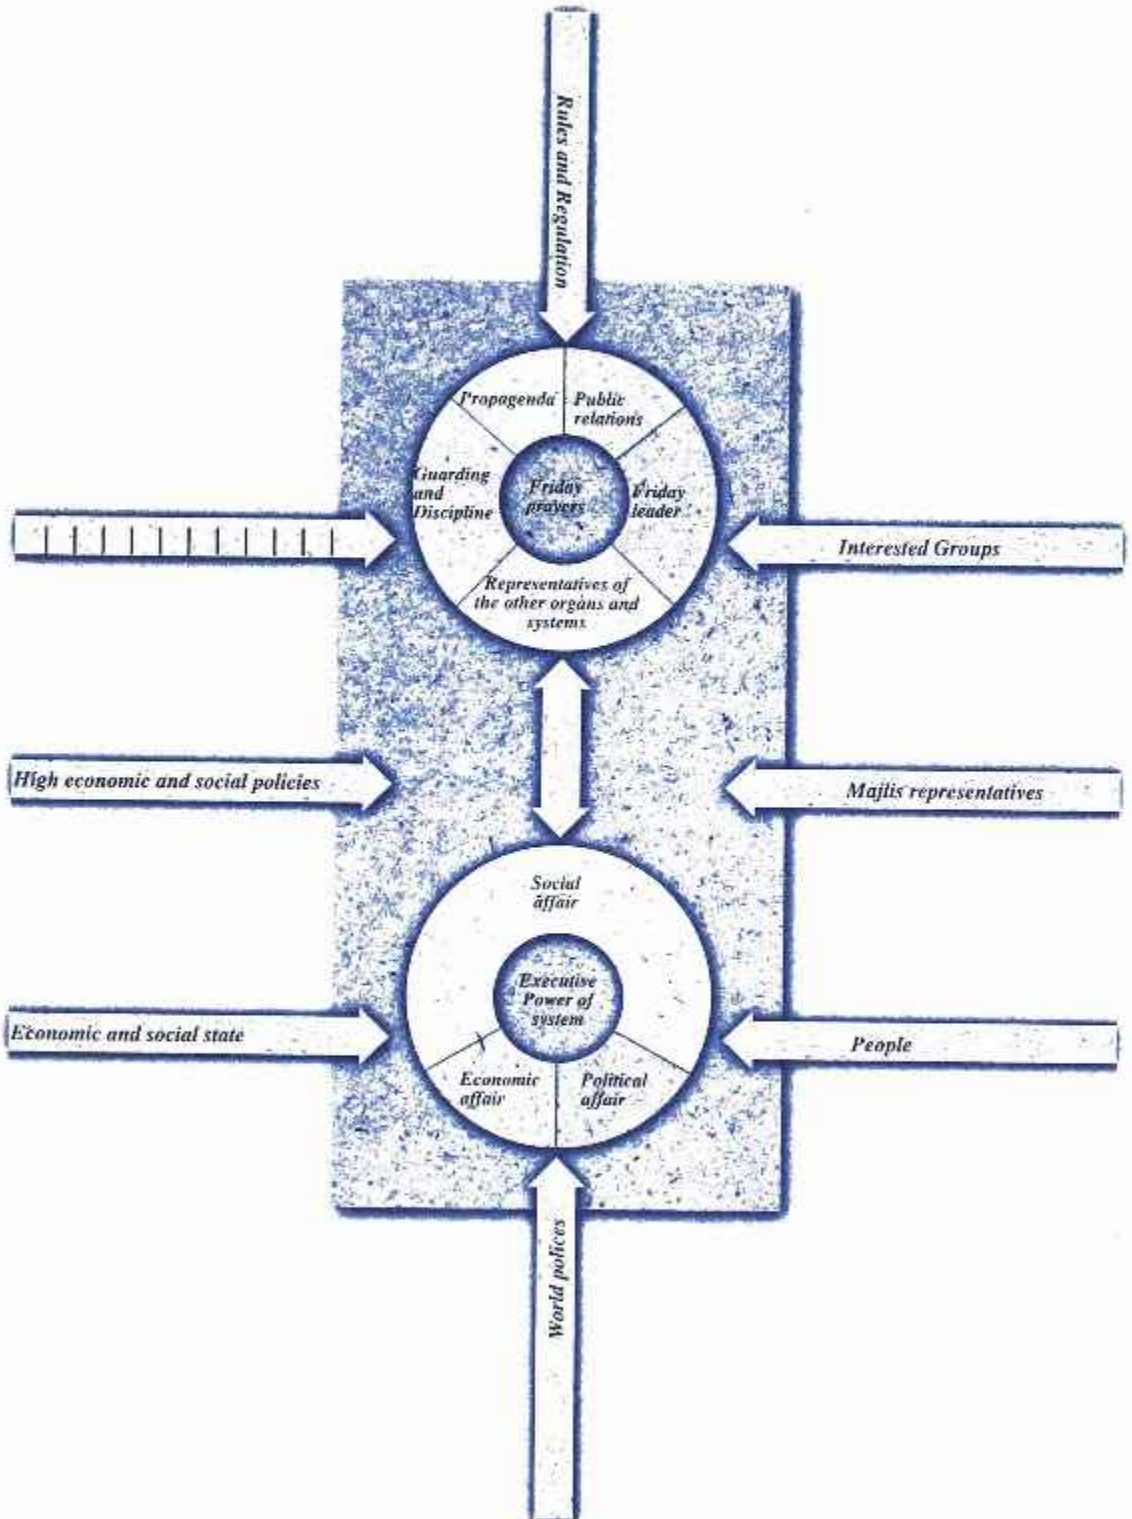 Rules and Regulation
Propagenda
Public
relations
Guarding
and
Discipline
Friday
prayers
Friday
leader
Interested Groups
Representatives of
the other organs and
systems
High economic and social policies
Majlis representatives
Social
affair
Executive
Power of
system
Economic and social state
People
Economic
affair
Political
affair
World polices